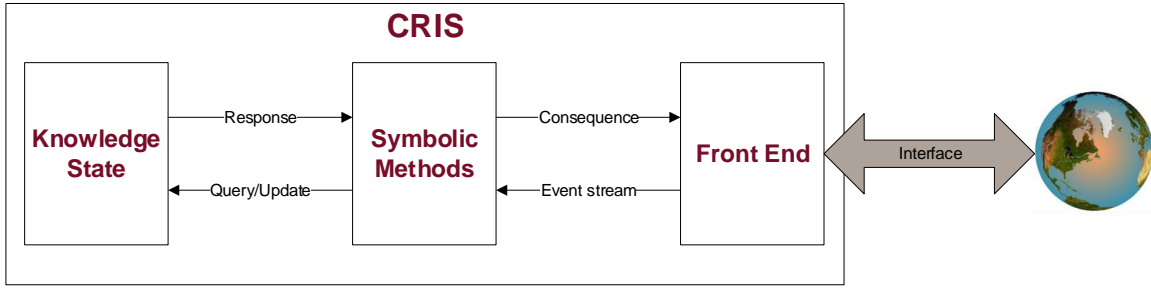 CRIS
Knowledge
State
Response
Query/Update
Symbolic
Methods
Consequence
Event stream
Front End
Interface